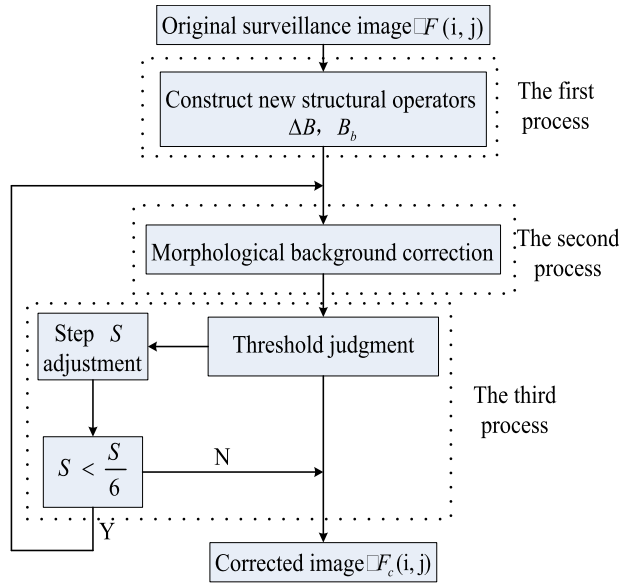 Original surveillance image□F(i, j)
Construct new structural operators
ΔB, B_b
The first
process
Morphological background correction
The second
process
Step S
adjustment
Threshold judgment
The third
process
S < S/6
N
Y
Corrected image□F_c(i, j)